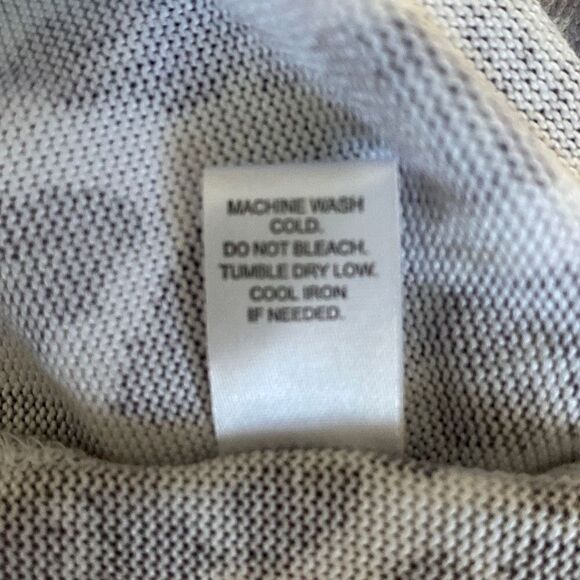 MACHINE WASH
COLD.
DO NOT BLEACH.
TUMBLE DRY LOW.
COOL IRON
IF NEEDED.